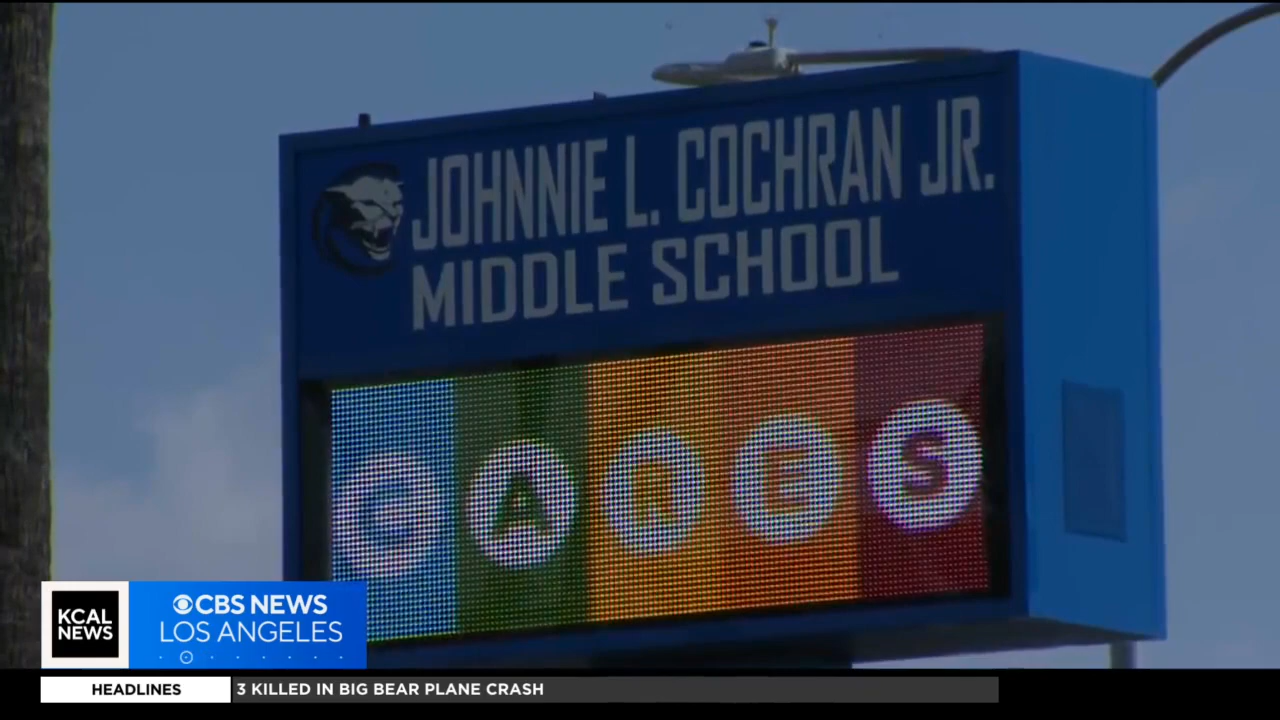 JOHNNIE L. COCHRAN JR.
MIDDLE SCHOOL
CARES
KCAL
NEWS
CBS NEWS
LOS ANGELES
HEADLINES
3 KILLED IN BIG BEAR PLANE CRASH